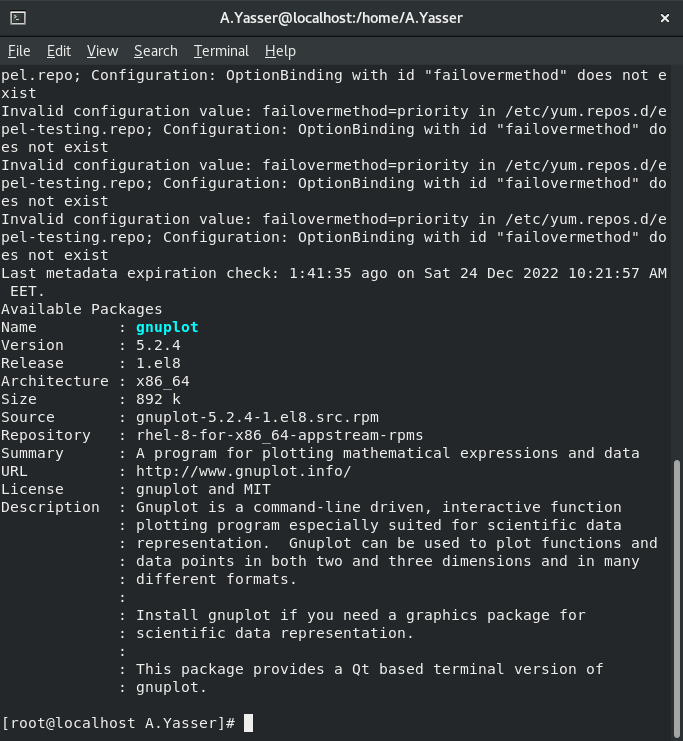 A.Yasser@localhost:/home/A.Yasser
File Edit View Search Terminal Help
pel.repo; Configuration: OptionBinding with id "failovermethod" does not e
xist
Invalid configuration value: failovermethod=priority in /etc/yum.repos.d/e
pel-testing.repo; Configuration: OptionBinding with id "failovermethod" do
es not exist
Invalid configuration value: failovermethod=priority in /etc/yum.repos.d/e
pel-testing.repo; Configuration: OptionBinding with id "failovermethod" do
es not exist
Invalid configuration value: failovermethod=priority in /etc/yum.repos.d/e
pel-testing.repo; Configuration: OptionBinding with id "failovermethod" do
es not exist
Last metadata expiration check: 1:41:35 ago on Sat 24 Dec 2022 10:21:57 AM
 EET.
Available Packages
Name         : gnuplot
Version      : 5.2.4
Release      : 1.el8
Architecture : x86_64
Size         : 892 k
Source       : gnuplot-5.2.4-1.el8.src.rpm
Repository   : rhel-8-for-x86_64-appstream-rpms
Summary      : A program for plotting mathematical expressions and data
URL          : http://www.gnuplot.info/
License      : gnuplot and MIT
Description  : Gnuplot is a command-line driven, interactive function
             : plotting program especially suited for scientific data
             : representation.  Gnuplot can be used to plot functions and
             : data points in both two and three dimensions and in many
             : different formats.
             :
             : Install gnuplot if you need a graphics package for
             : scientific data representation.
             :
             : This package provides a Qt based terminal version of
             : gnuplot.
[root@localhost A.Yasser]#